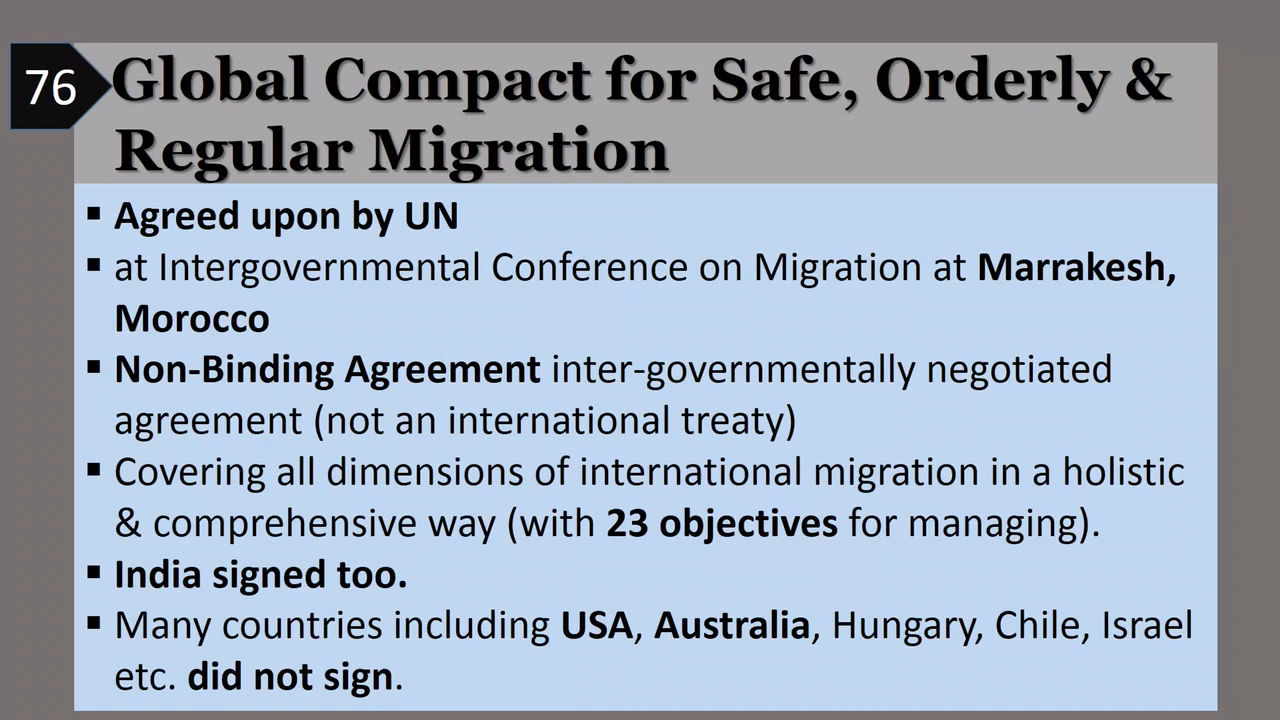 76
Global Compact for Safe, Orderly &
Regular Migration
▪ Agreed upon by UN
▪ at Intergovernmental Conference on Migration at Marrakesh,
Morocco
▪ Non-Binding Agreement inter-governmentally negotiated
agreement (not an international treaty)
▪ Covering all dimensions of international migration in a holistic
& comprehensive way (with 23 objectives for managing).
▪ India signed too.
▪ Many countries including USA, Australia, Hungary, Chile, Israel
etc. did not sign.